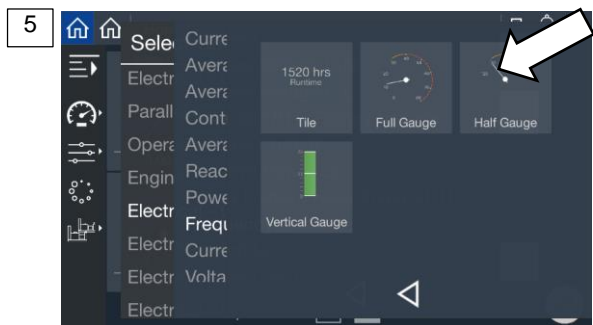 5
Selec
Electr
Parall
Opera
Engin
Electr
Electr
Electr
Electr
Curre
Avera
Avera
Cont
Avera
Reac
Powe
Frequ
Curre
Volta
1520 hrs
Runtime
Tile
Full Gauge
Half Gauge
Vertical Gauge